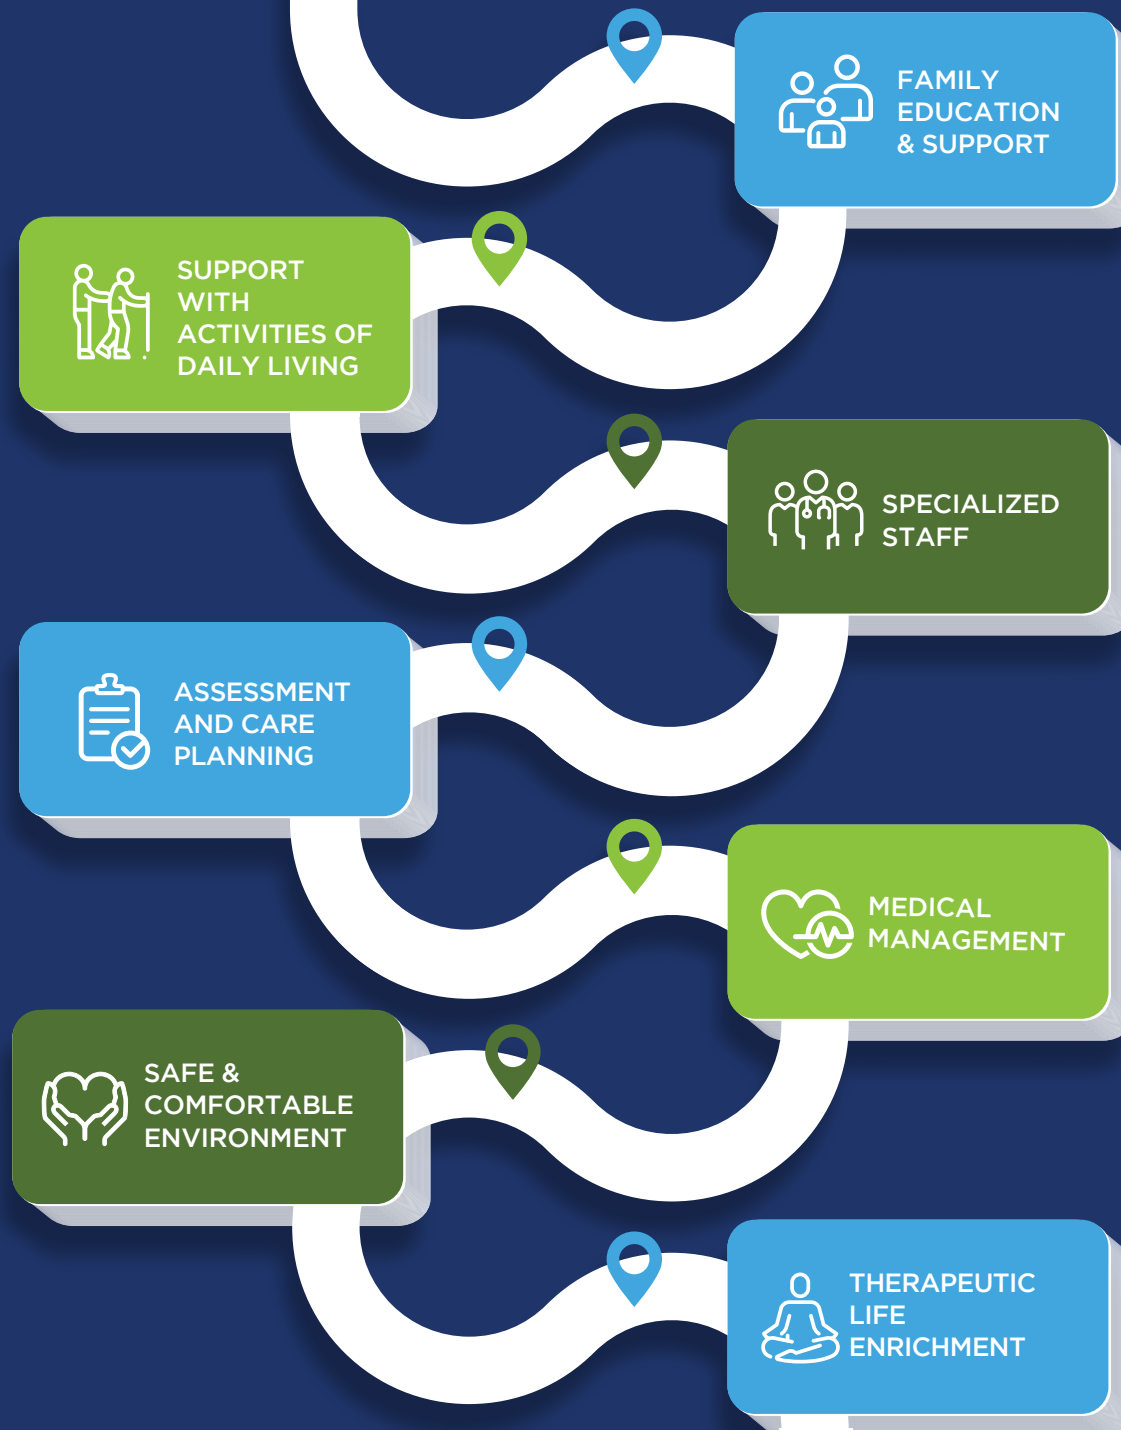 FAMILY
EDUCATION
& SUPPORT
SUPPORT
WITH
ACTIVITIES OF
DAILY LIVING
SPECIALIZED
STAFF
ASSESSMENT
AND CARE
PLANNING
MEDICAL
MANAGEMENT
SAFE &
COMFORTABLE
ENVIRONMENT
THERAPEUTIC
LIFE
ENRICHMENT